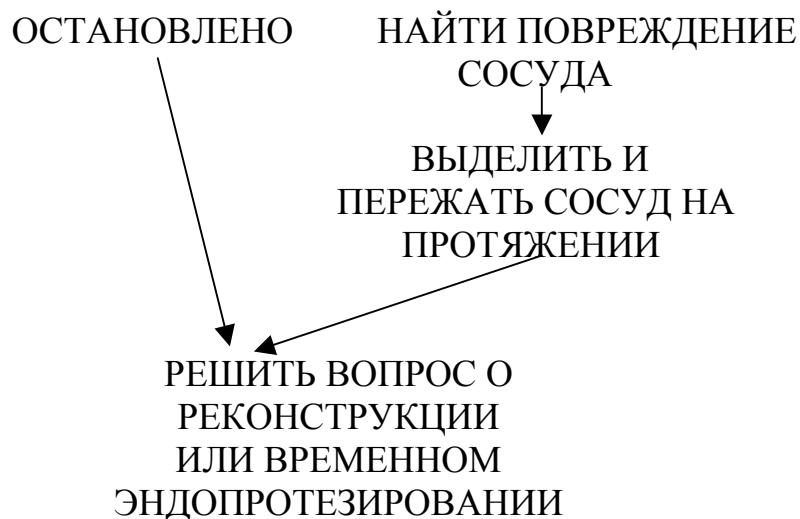 ОСТАНОВЛЕНО
НАЙТИ ПОВРЕЖДЕНИЕ
СОСУДА
ВЫДЕЛИТЬ И
ПЕРЕЖАТЬ СОСУД НА
ПРОТЯЖЕНИИ
РЕШИТЬ ВОПРОС О
РЕКОНСТРУКЦИИ
ИЛИ ВРЕМЕННОМ
ЭНДОПРОТЕЗИРОВАНИИ